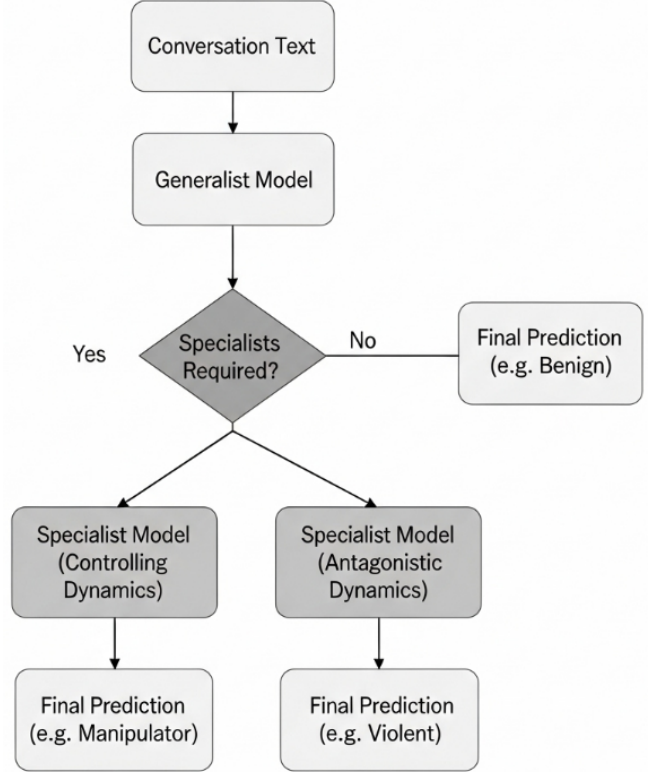 Conversation Text
Generalist Model
Specialists
Required?
Yes
No
Final Prediction
(e.g. Benign)
Specialist Model
(Controlling
Dynamics)
Specialist Model
(Antagonistic
Dynamics)
Final Prediction
(e.g. Manipulator)
Final Prediction
(e.g. Violent)